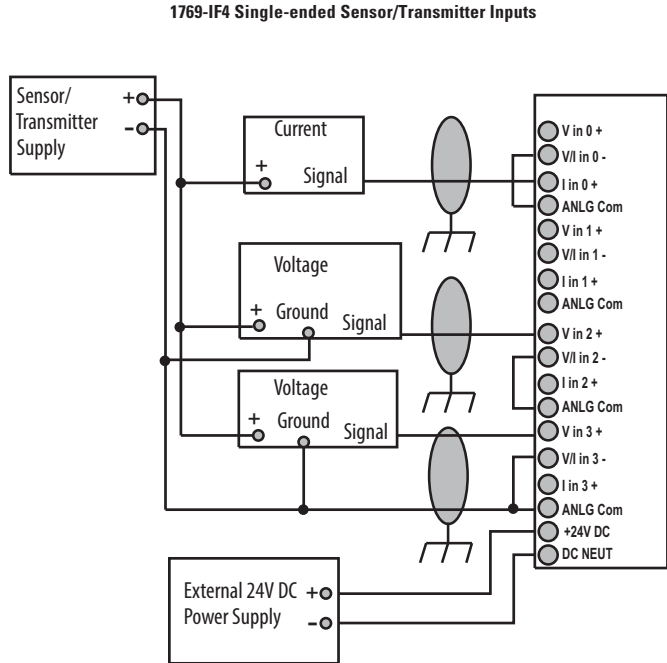 1769-IF4 Single-ended Sensor/Transmitter Inputs
Sensor/
Transmitter
Supply
+
-
Current
+
Signal
Voltage
+
Ground
Signal
Voltage
+
Ground
Signal
External 24V DC
Power Supply
+
-
V in 0 +
V/I in 0 -
I in 0 +
ANLG Com
V in 1 +
V/I in 1 -
I in 1 +
ANLG Com
V in 2 +
V/I in 2 -
I in 2 +
ANLG Com
V in 3 +
V/I in 3 -
I in 3 +
ANLG Com
+24V DC
DC NEUT